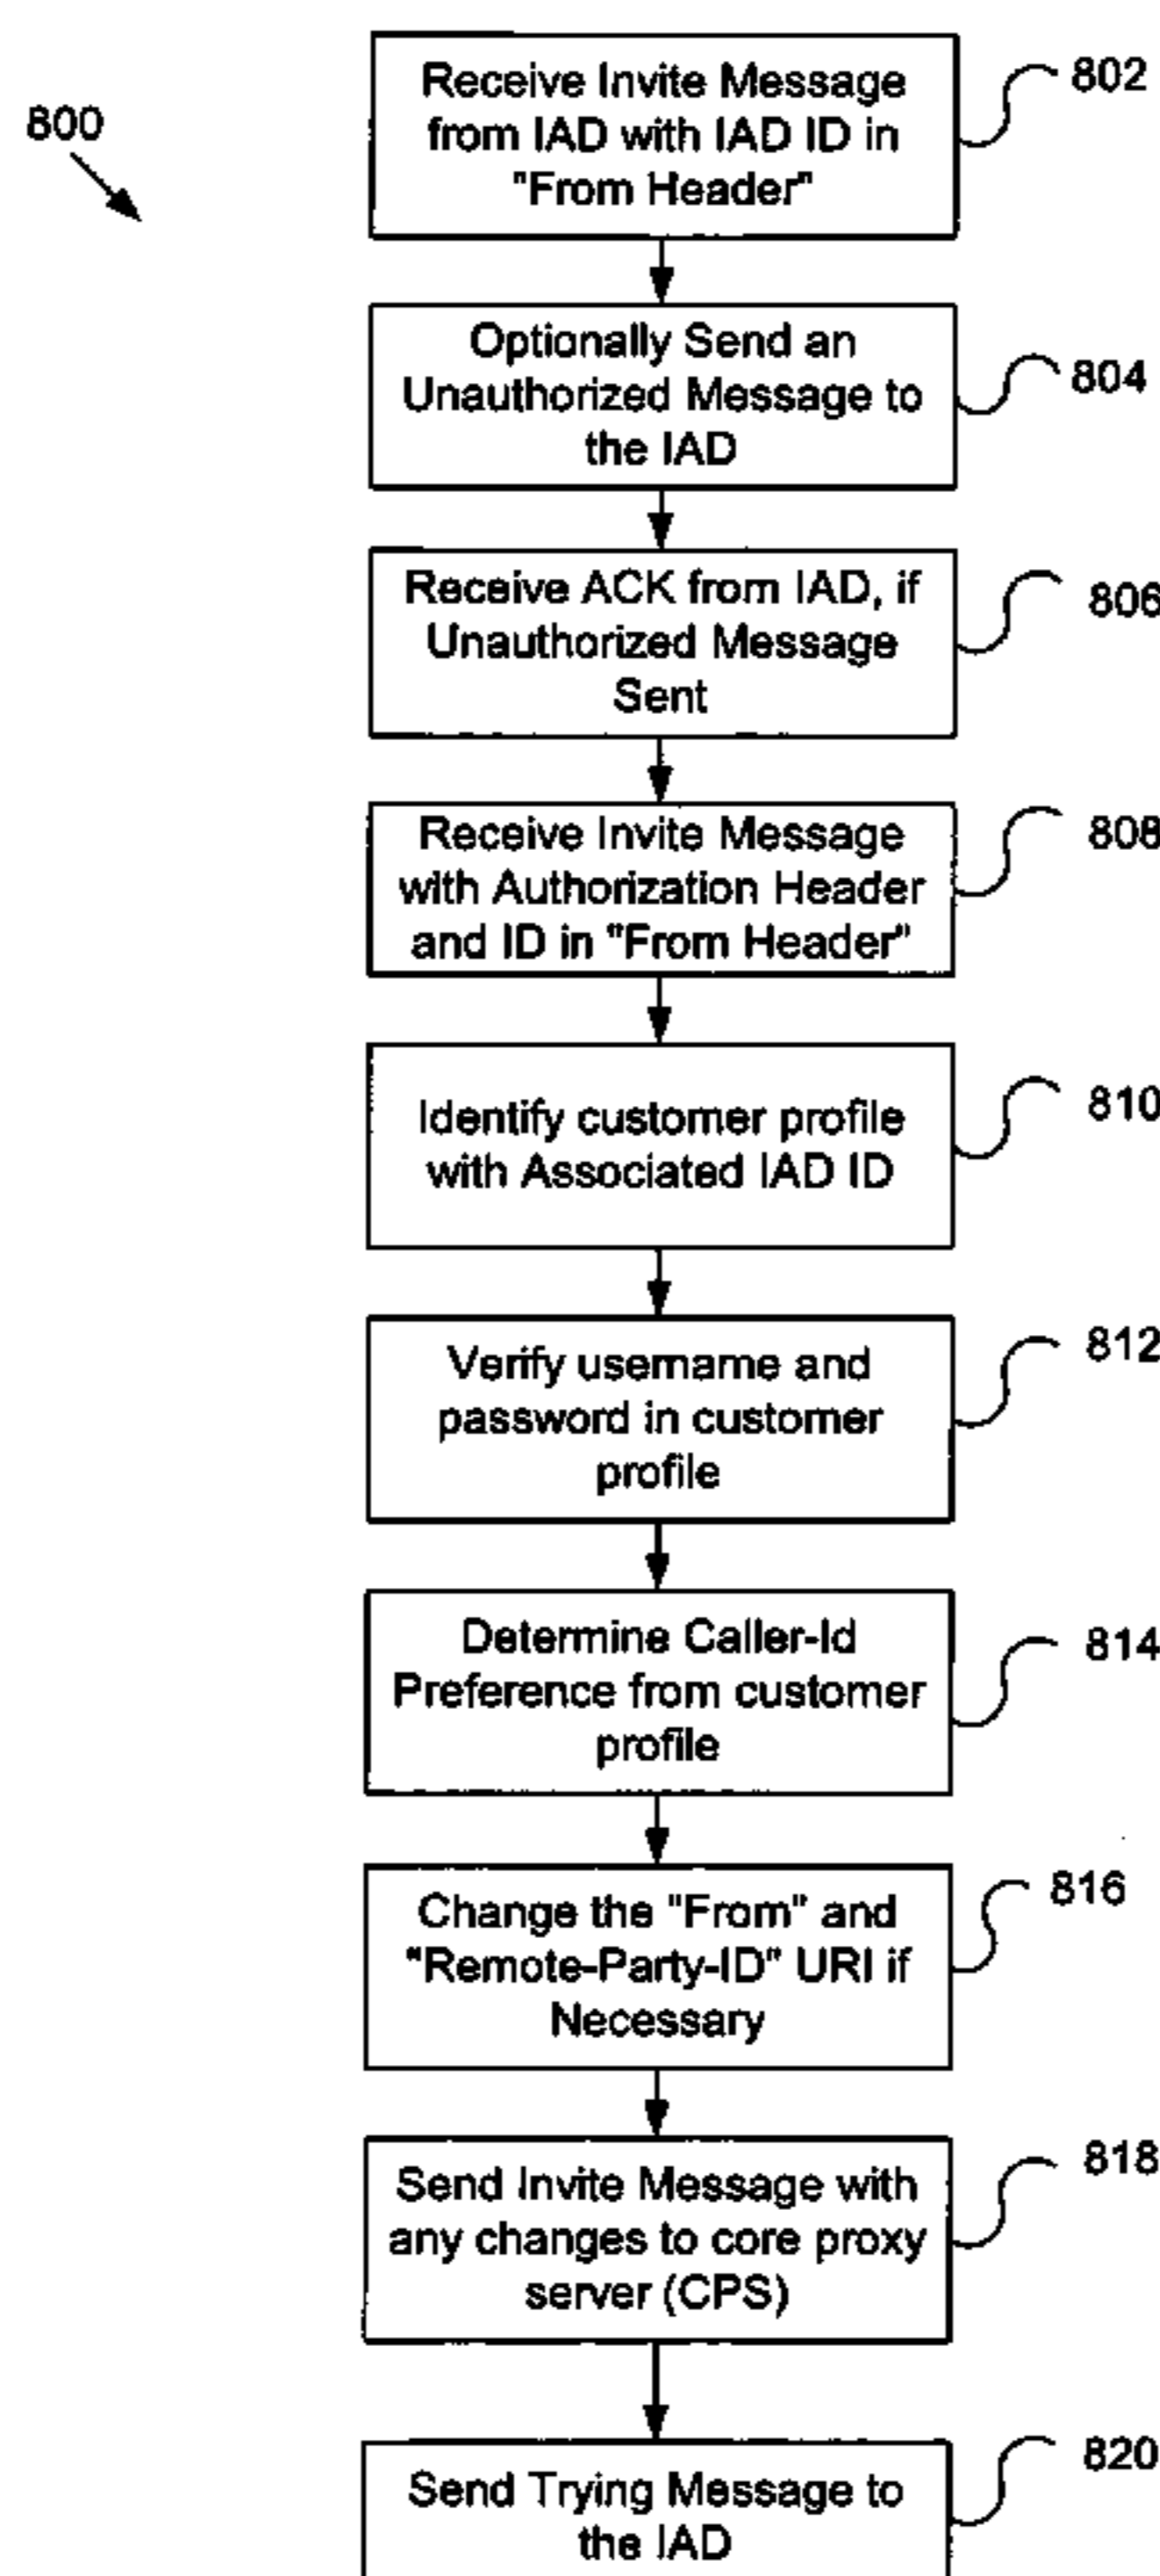 800
Receive Invite Message
from IAD with IAD ID in
"From Header"
802
Optionally Send an
Unauthorized Message to
the IAD
804
Receive ACK from IAD, if
Unauthorized Message
Sent
806
Receive Invite Message
with Authorization Header
and ID in "From Header"
808
Identify customer profile
with Associated IAD ID
810
Verify username and
password in customer
profile
812
Determine Caller-Id
Preference from customer
profile
814
Change the "From" and
"Remote-Party-ID" URI if
Necessary
816
Send Invite Message with
any changes to core proxy
server (CPS)
818
Send Trying Message to
the IAD
820